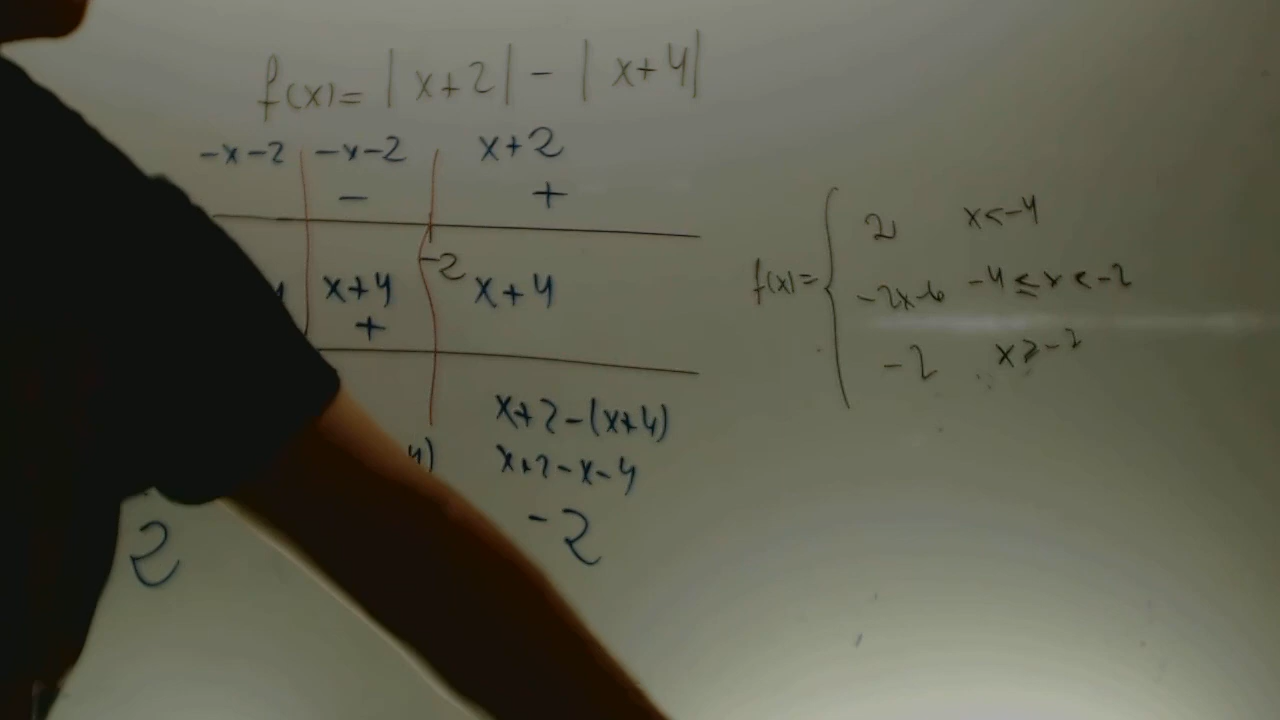 f(x)= |x+2| - |x+4|
-x-2 -x-2 x+2
- +
-2
x+4 x+4
+
x+2-(x+4)
4) x+2-x-4
2 -2
f(x)= { 2 x<-4
-2x-6 -4≤x<-2
-2 x≥-2